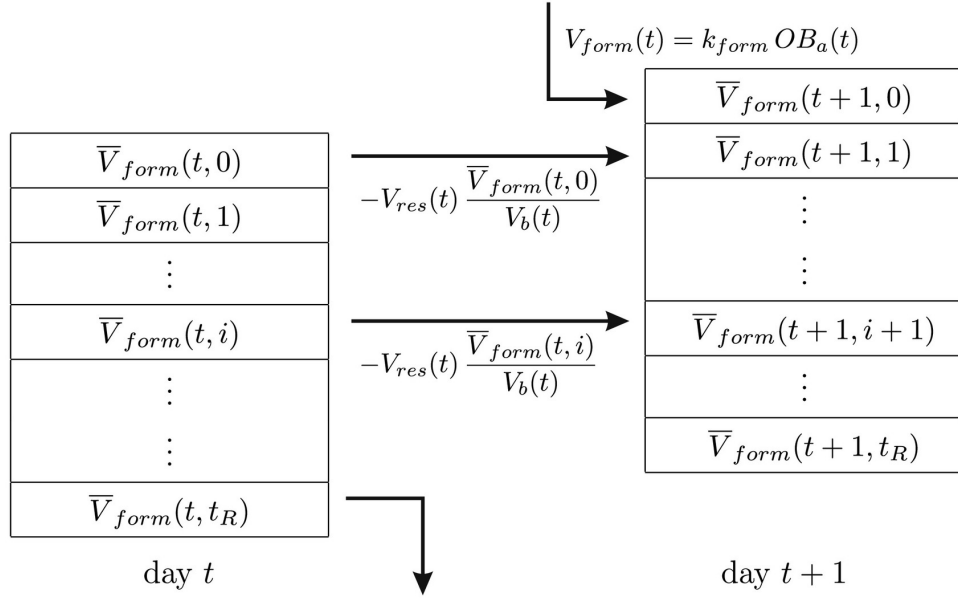 V_{form}(t) = k_{form} OB_a(t)
\overline{V}_{form}(t, 0)
\overline{V}_{form}(t, 1)
⋮
\overline{V}_{form}(t, i)
⋮
⋮
\overline{V}_{form}(t, t_R)
day t
-V_{res}(t) \frac{\overline{V}_{form}(t, 0)}{V_b(t)}
-V_{res}(t) \frac{\overline{V}_{form}(t, i)}{V_b(t)}
\overline{V}_{form}(t + 1, 0)
\overline{V}_{form}(t + 1, 1)
⋮
⋮
\overline{V}_{form}(t + 1, i + 1)
⋮
\overline{V}_{form}(t + 1, t_R)
day t + 1